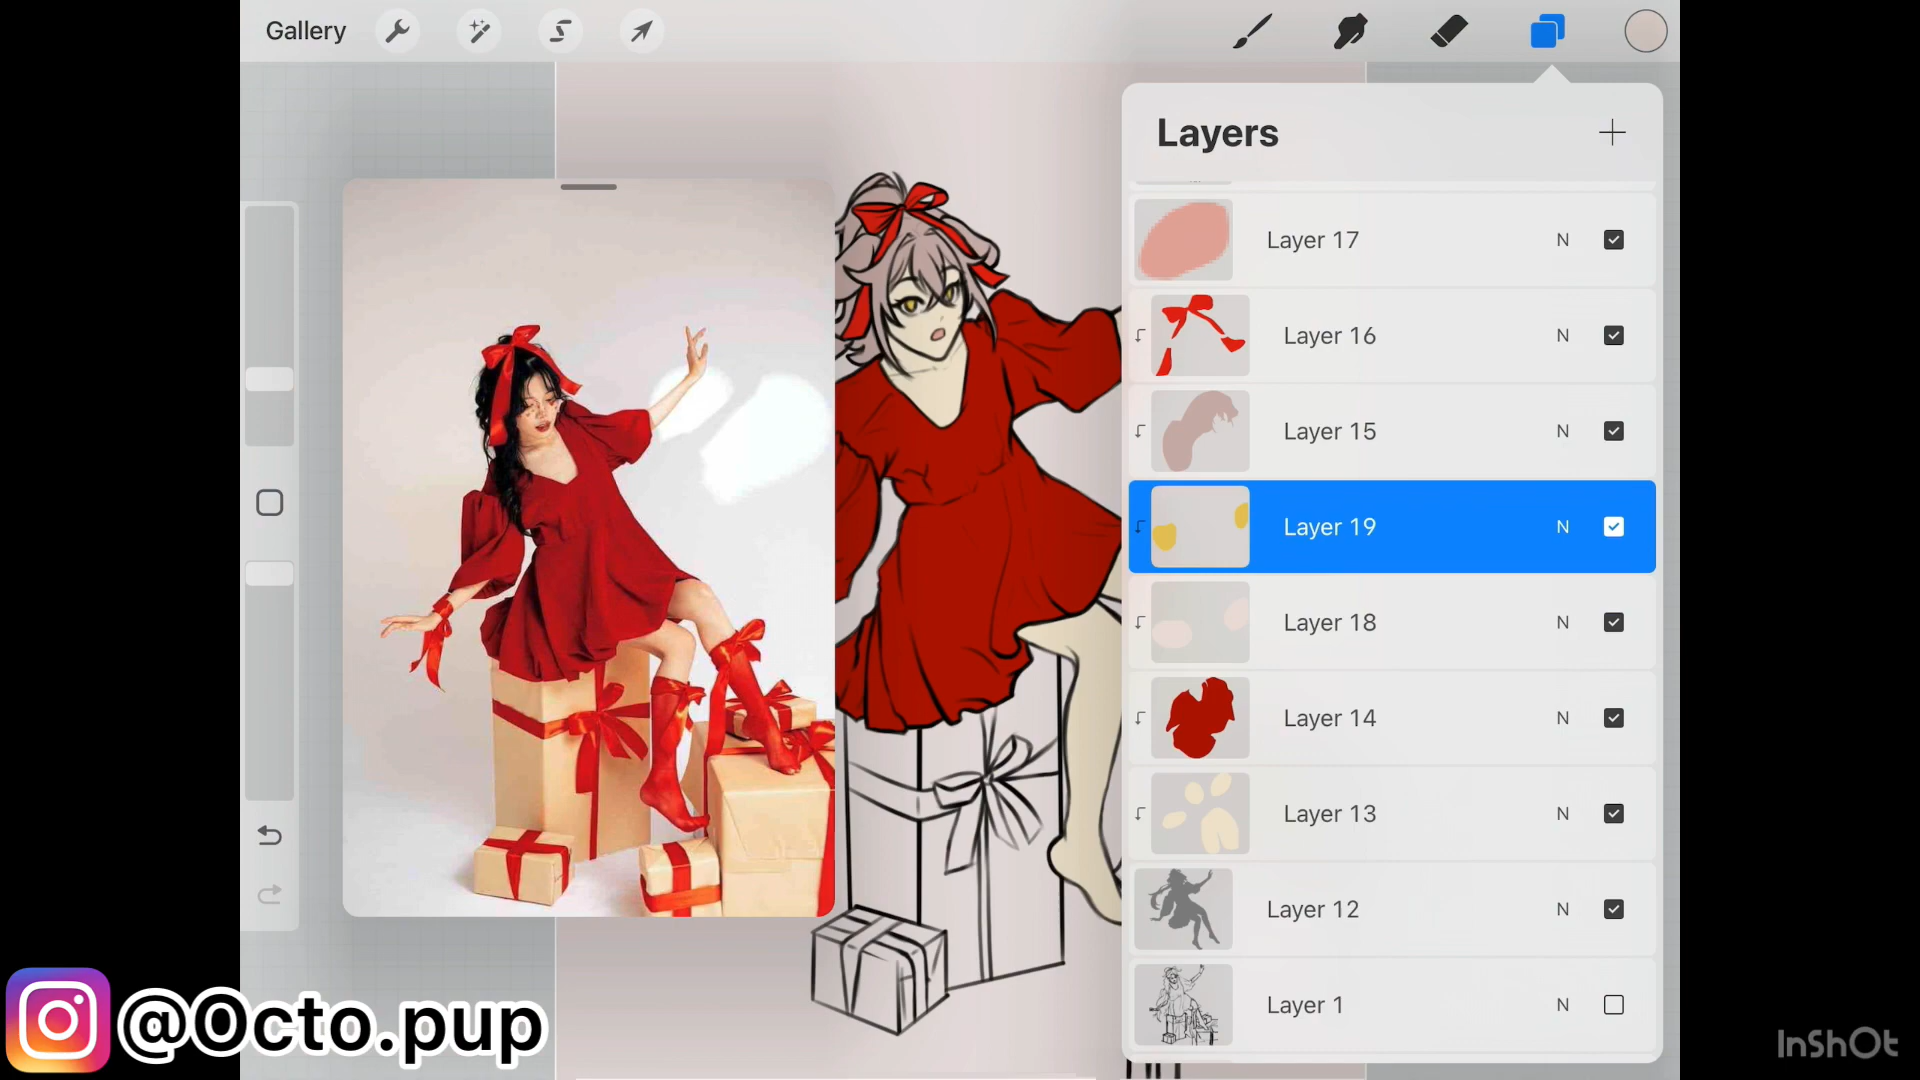 Gallery
Layers
Layer 17 N
Layer 16 N
Layer 15 N
Layer 19 N
Layer 18 N
Layer 14 N
Layer 13 N
Layer 12 N
Layer 1 N
@Octo.pup
InShOt